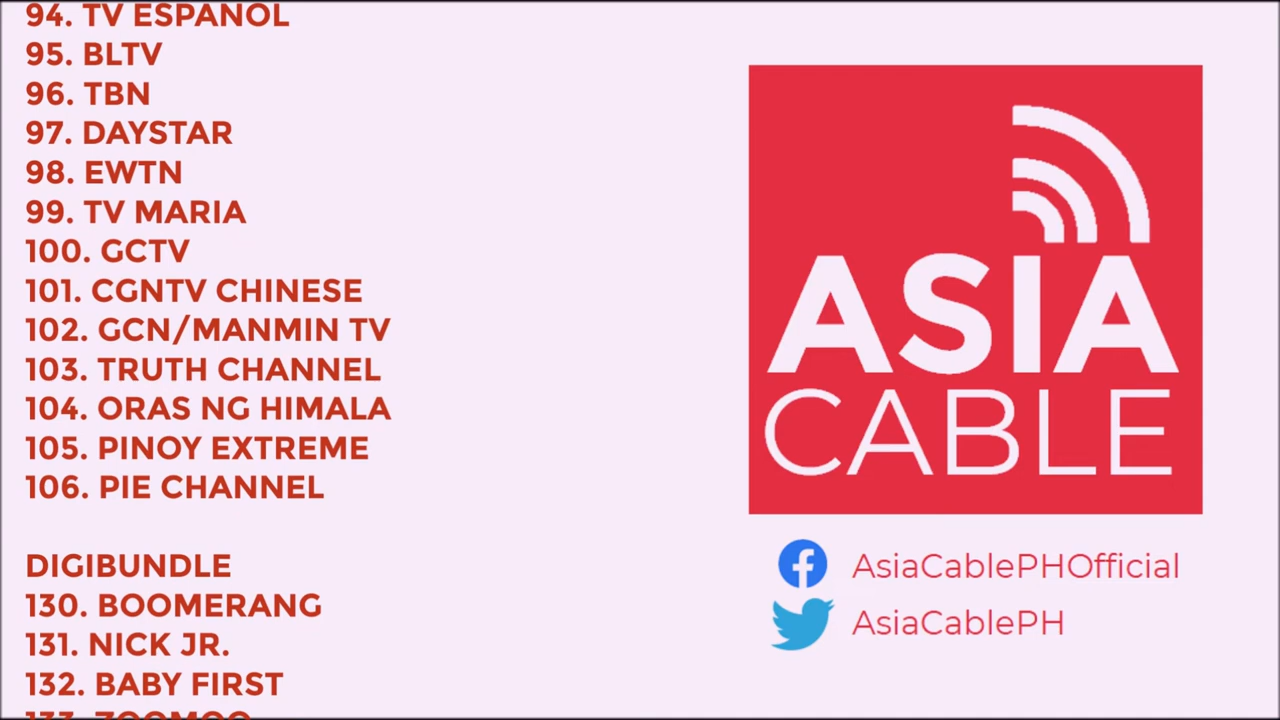 94. TV ESPANOL
95. BLTV
96. TBN
97. DAYSTAR
98. EWTN
99. TV MARIA
100. GCTV
101. CGNTV CHINESE
102. GCN/MANMIN TV
103. TRUTH CHANNEL
104. ORAS NG HIMALA
105. PINOY EXTREME
106. PIE CHANNEL
DIGIBUNDLE
130. BOOMERANG
131. NICK JR.
132. BABY FIRST
133. ZOOMOO
ASIA
CABLE
AsiaCablePHOfficial
AsiaCablePH